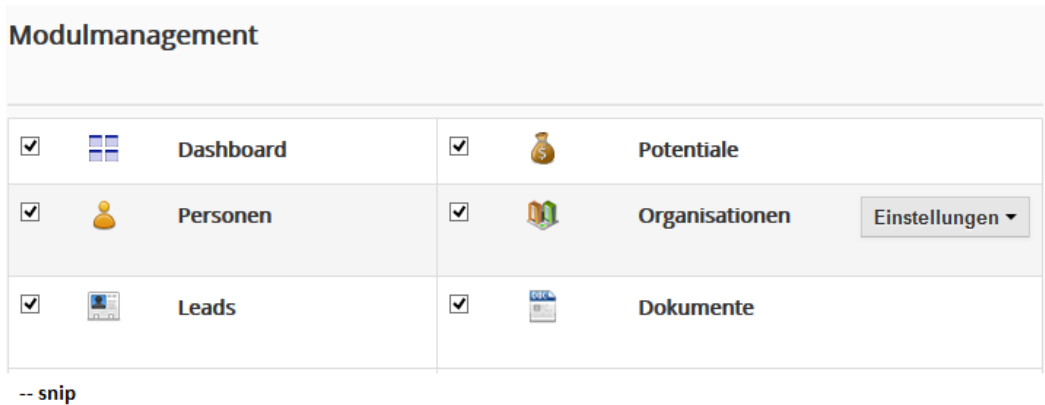 Modulmanagement
Dashboard
Potentiale
Personen
Organisationen
Einstellungen
Leads
Dokumente
-- snip